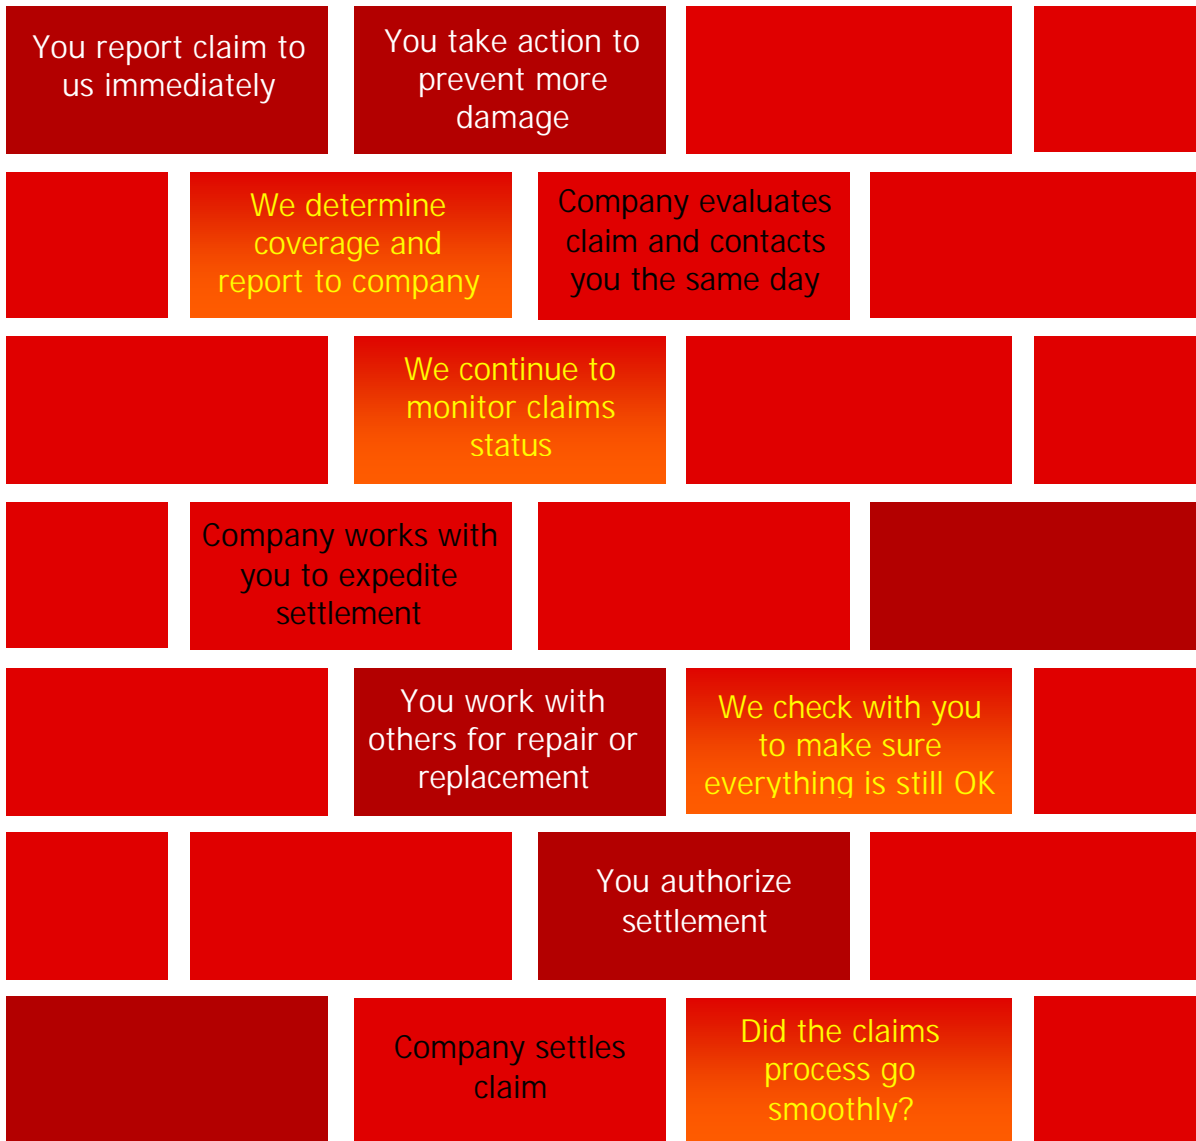 You report claim to
us immediately
You take action to
prevent more
damage
We determine
coverage and
report to company
Company evaluates
claim and contacts
you the same day
We continue to
monitor claims
status
Company works with
you to expedite
settlement
You work with
others for repair or
replacement
We check with you
to make sure
everything is still OK
You authorize
settlement
Company settles
claim
Did the claims
process go
smoothly?